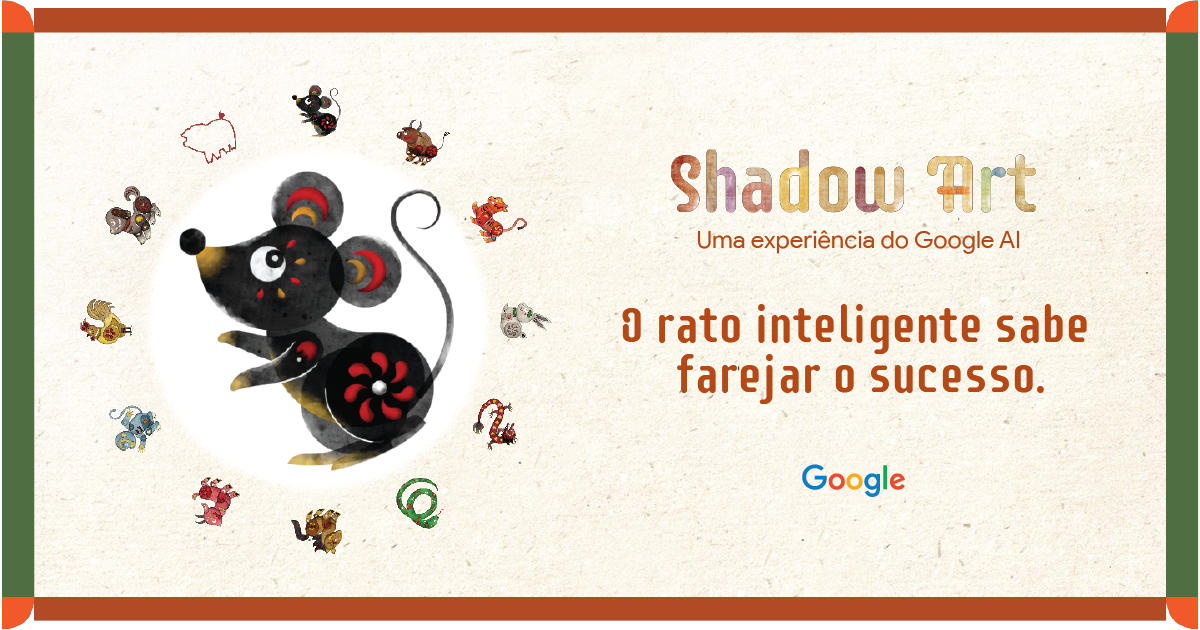 Shadow Art
Uma experiência do Google AI
O rato inteligente sabe
farejar o sucesso.
Google